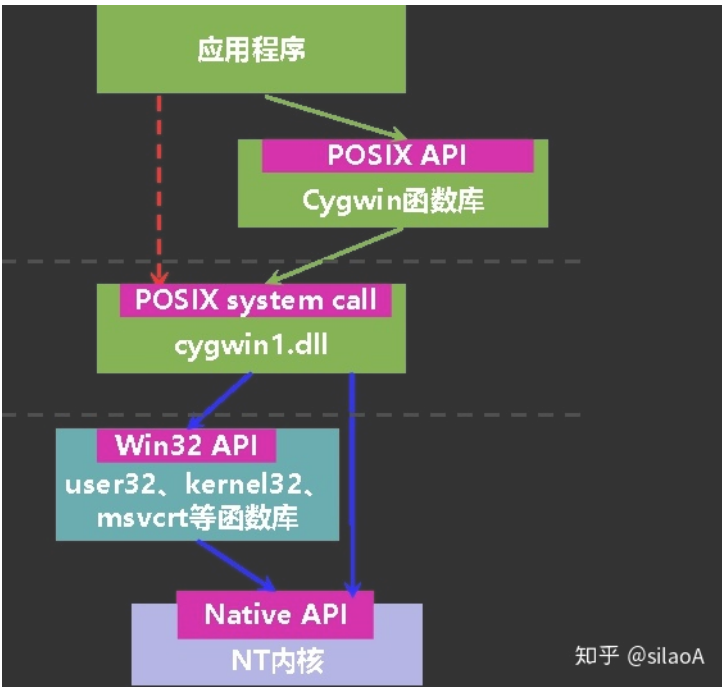 应用程序
POSIX API
Cygwin函数库
POSIX system call
cygwin1.dll
Win32 API
user32、kernel32、
msvcrt等函数库
Native API
NT内核
知乎 @silaoA